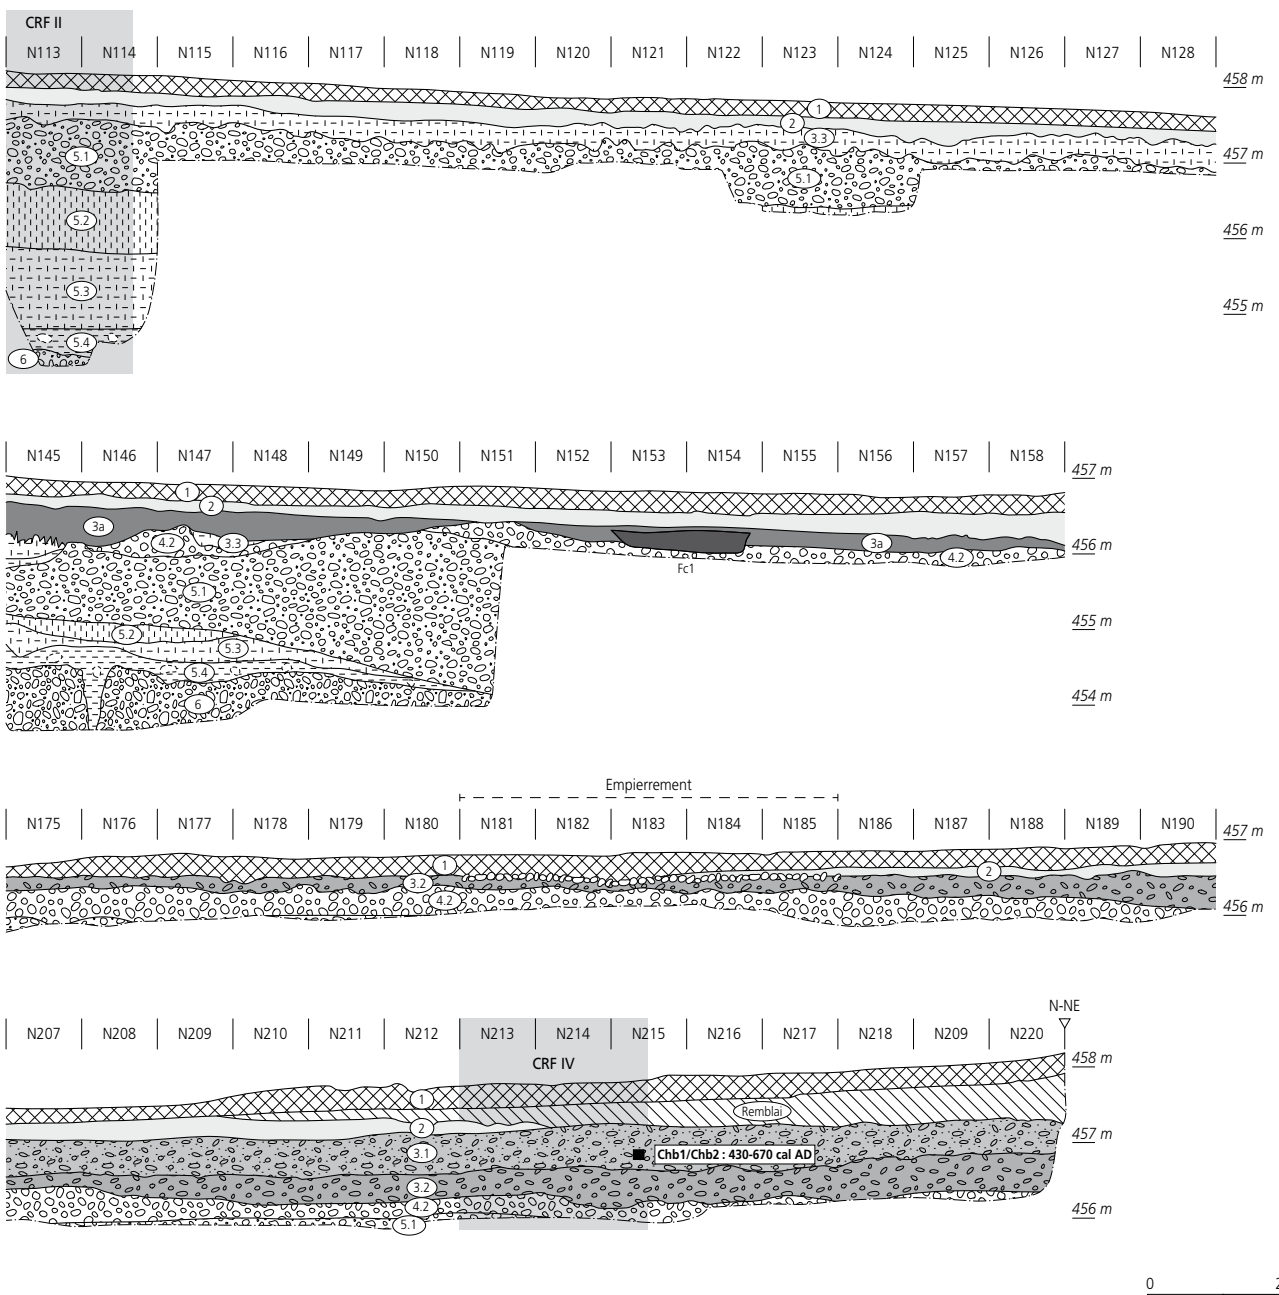 CRF II
N113 N114 N115 N116 N117 N118 N119 N120 N121 N122 N123 N124 N125 N126 N127 N128
458 m
1
2
3.3
457 m
5.1
5.1
5.2
456 m
5.3
455 m
5.4
6
N145 N146 N147 N148 N149 N150 N151 N152 N153 N154 N155 N156 N157 N158
457 m
1
2
3a
4.2 3.3
3a
456 m
4.2
Fc1
5.1
455 m
5.2
5.3
5.4
454 m
6
Empierrement
N175 N176 N177 N178 N179 N180 N181 N182 N183 N184 N185 N186 N187 N188 N189 N190
457 m
1
2
3.2
4.2
456 m
N-NE
N207 N208 N209 N210 N211 N212 N213 N214 N215 N216 N217 N218 N209 N220
458 m
CRF IV
1
Remblai
2
457 m
3.1
Chb1/Chb2 : 430-670 cal AD
3.2
4.2
456 m
5.1
0 2